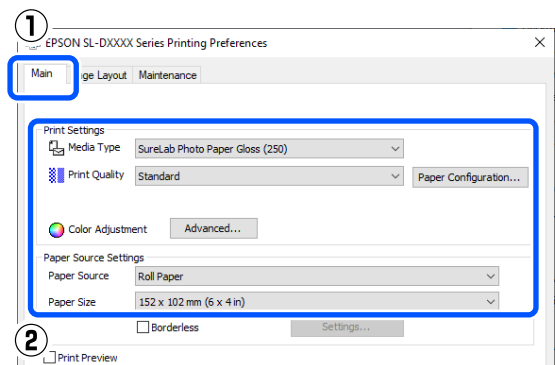 1
EPSON SL-DXXXX Series Printing Preferences
Main age Layout Maintenance
Print Settings
Media Type SureLab Photo Paper Gloss (250)
Print Quality Standard Paper Configuration...
Color Adjustment Advanced...
Paper Source Settings
Paper Source Roll Paper
Paper Size 152 x 102 mm (6 x 4 in)
Borderless Settings...
2
Print Preview